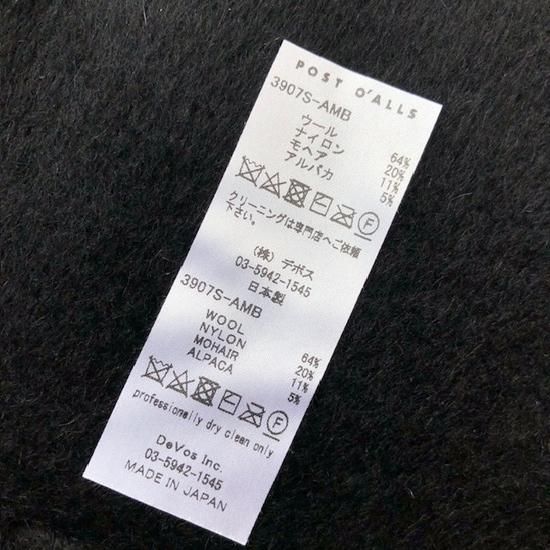 POST O'ALLS
3907S-AMB
ウール 64%
ナイロン 20%
モヘア 11%
アルパカ 5%
F
クリーニングは専門店へご依頼
下さい。
(株) デボス
03-5942-1545
日本製
3907S-AMB
WOOL 64%
NYLON 20%
MOHAIR 11%
ALPACA 5%
F
professionally dry clean only
DeVos Inc.
03-5942-1545
MADE IN JAPAN